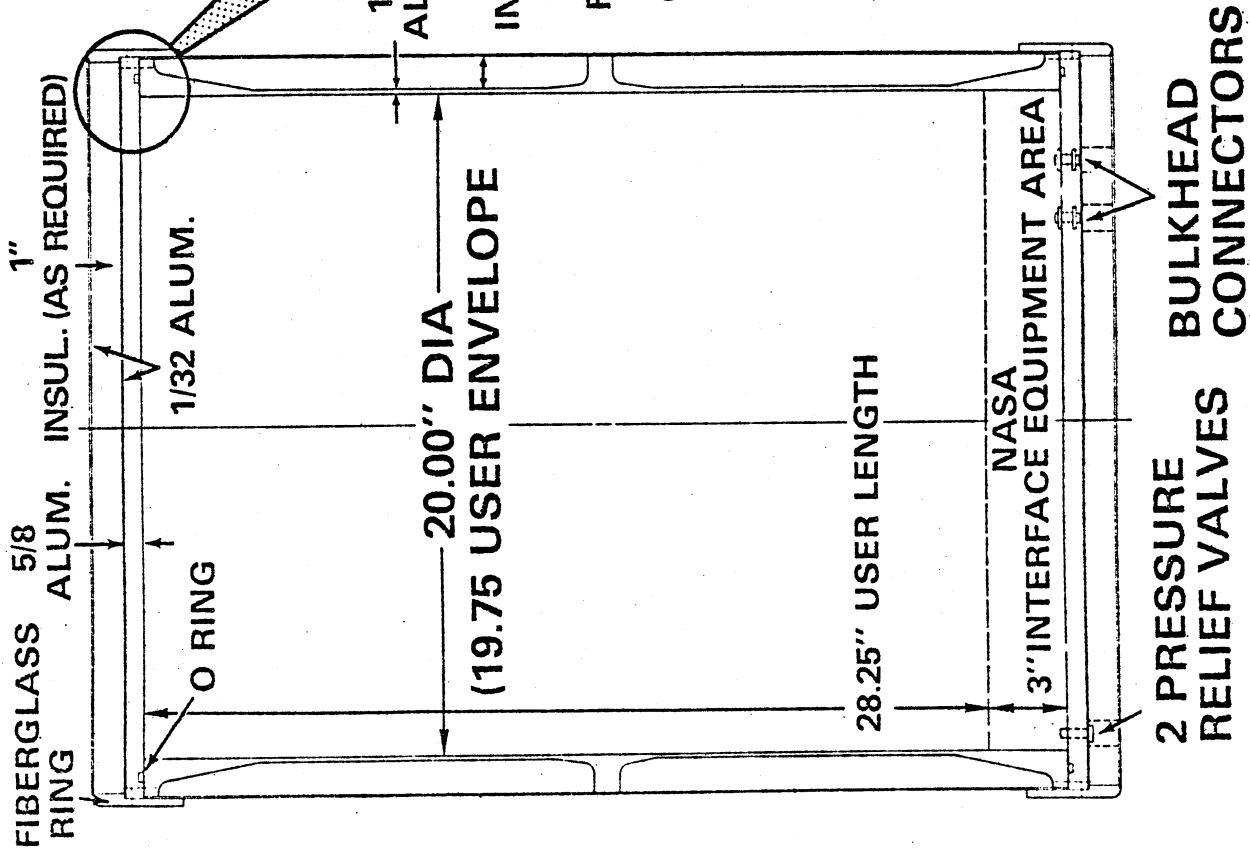 FIBERGLASS
RING
5/8
ALUM.
1"
INSUL. (AS REQUIRED)
1/32 ALUM.
O RING
20.00" DIA
(19.75 USER ENVELOPE
28.25" USER LENGTH
NASA
3" INTERFACE EQUIPMENT AREA
2 PRESSURE
RELIEF VALVES
BULKHEAD
CONNECTORS